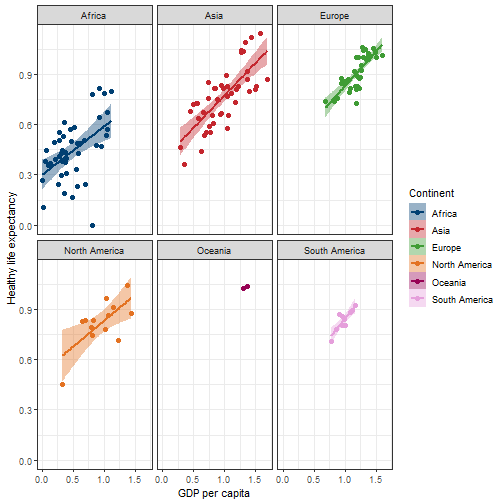 Africa
Asia
Europe
0.9
0.6
0.3
0.0
North America
Oceania
South America
0.9
0.6
0.3
0.0
0.0 0.5 1.0 1.5
0.0 0.5 1.0 1.5
0.0 0.5 1.0 1.5
GDP per capita
Healthy life expectancy
Continent
Africa
Asia
Europe
North America
Oceania
South America